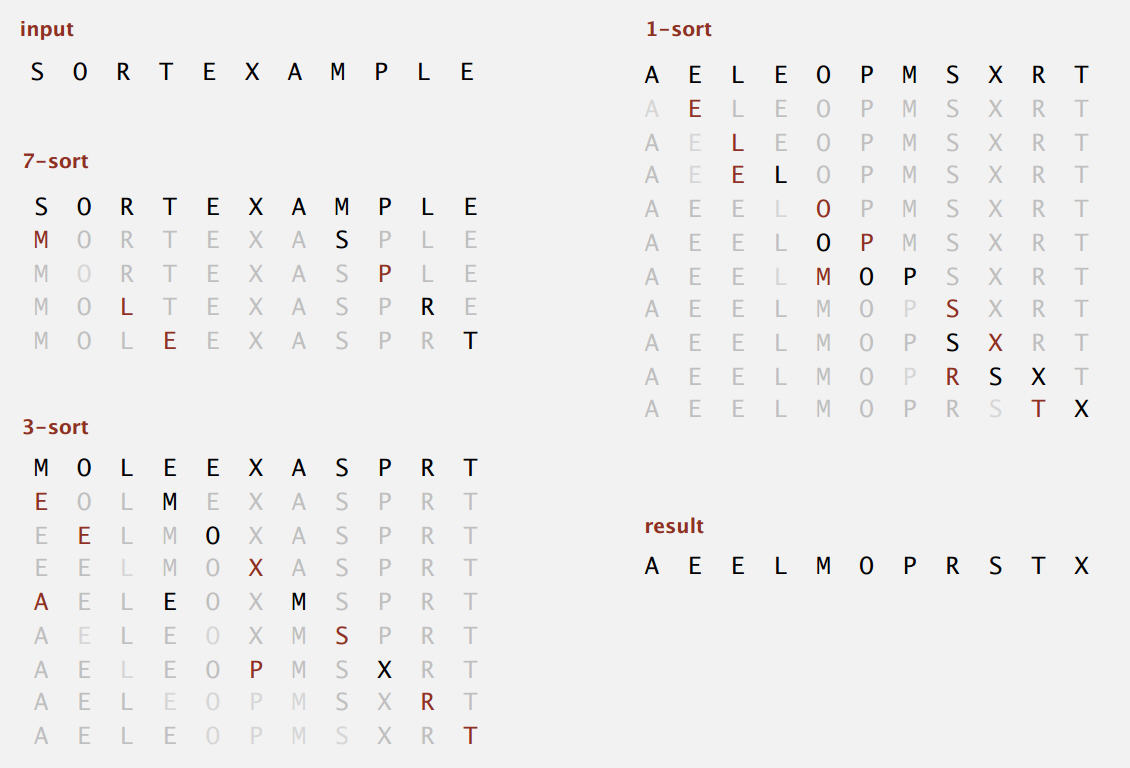 input
S O R T E X A M P L E
7-sort
S O R T E X A M P L E
M O R T E X A S P L E
M O R T E X A S P L E
M O L T E X A S P R E
M O L E E X A S P R T
3-sort
M O L E E X A S P R T
E O L M E X A S P R T
E E L M O X A S P R T
E E L M O X A S P R T
A E L E O X M S P R T
A E L E O X M S P R T
A E L E O P M S X R T
A E L E O P M S X R T
A E L E O P M S X R T
1-sort
A E L E O P M S X R T
A E L E O P M S X R T
A E L E O P M S X R T
A E E L O P M S X R T
A E E L O P M S X R T
A E E L O P M S X R T
A E E L M O P S X R T
A E E L M O P S X R T
A E E L M O P S X R T
A E E L M O P R S X T
A E E L M O P R S T X
result
A E E L M O P R S T X